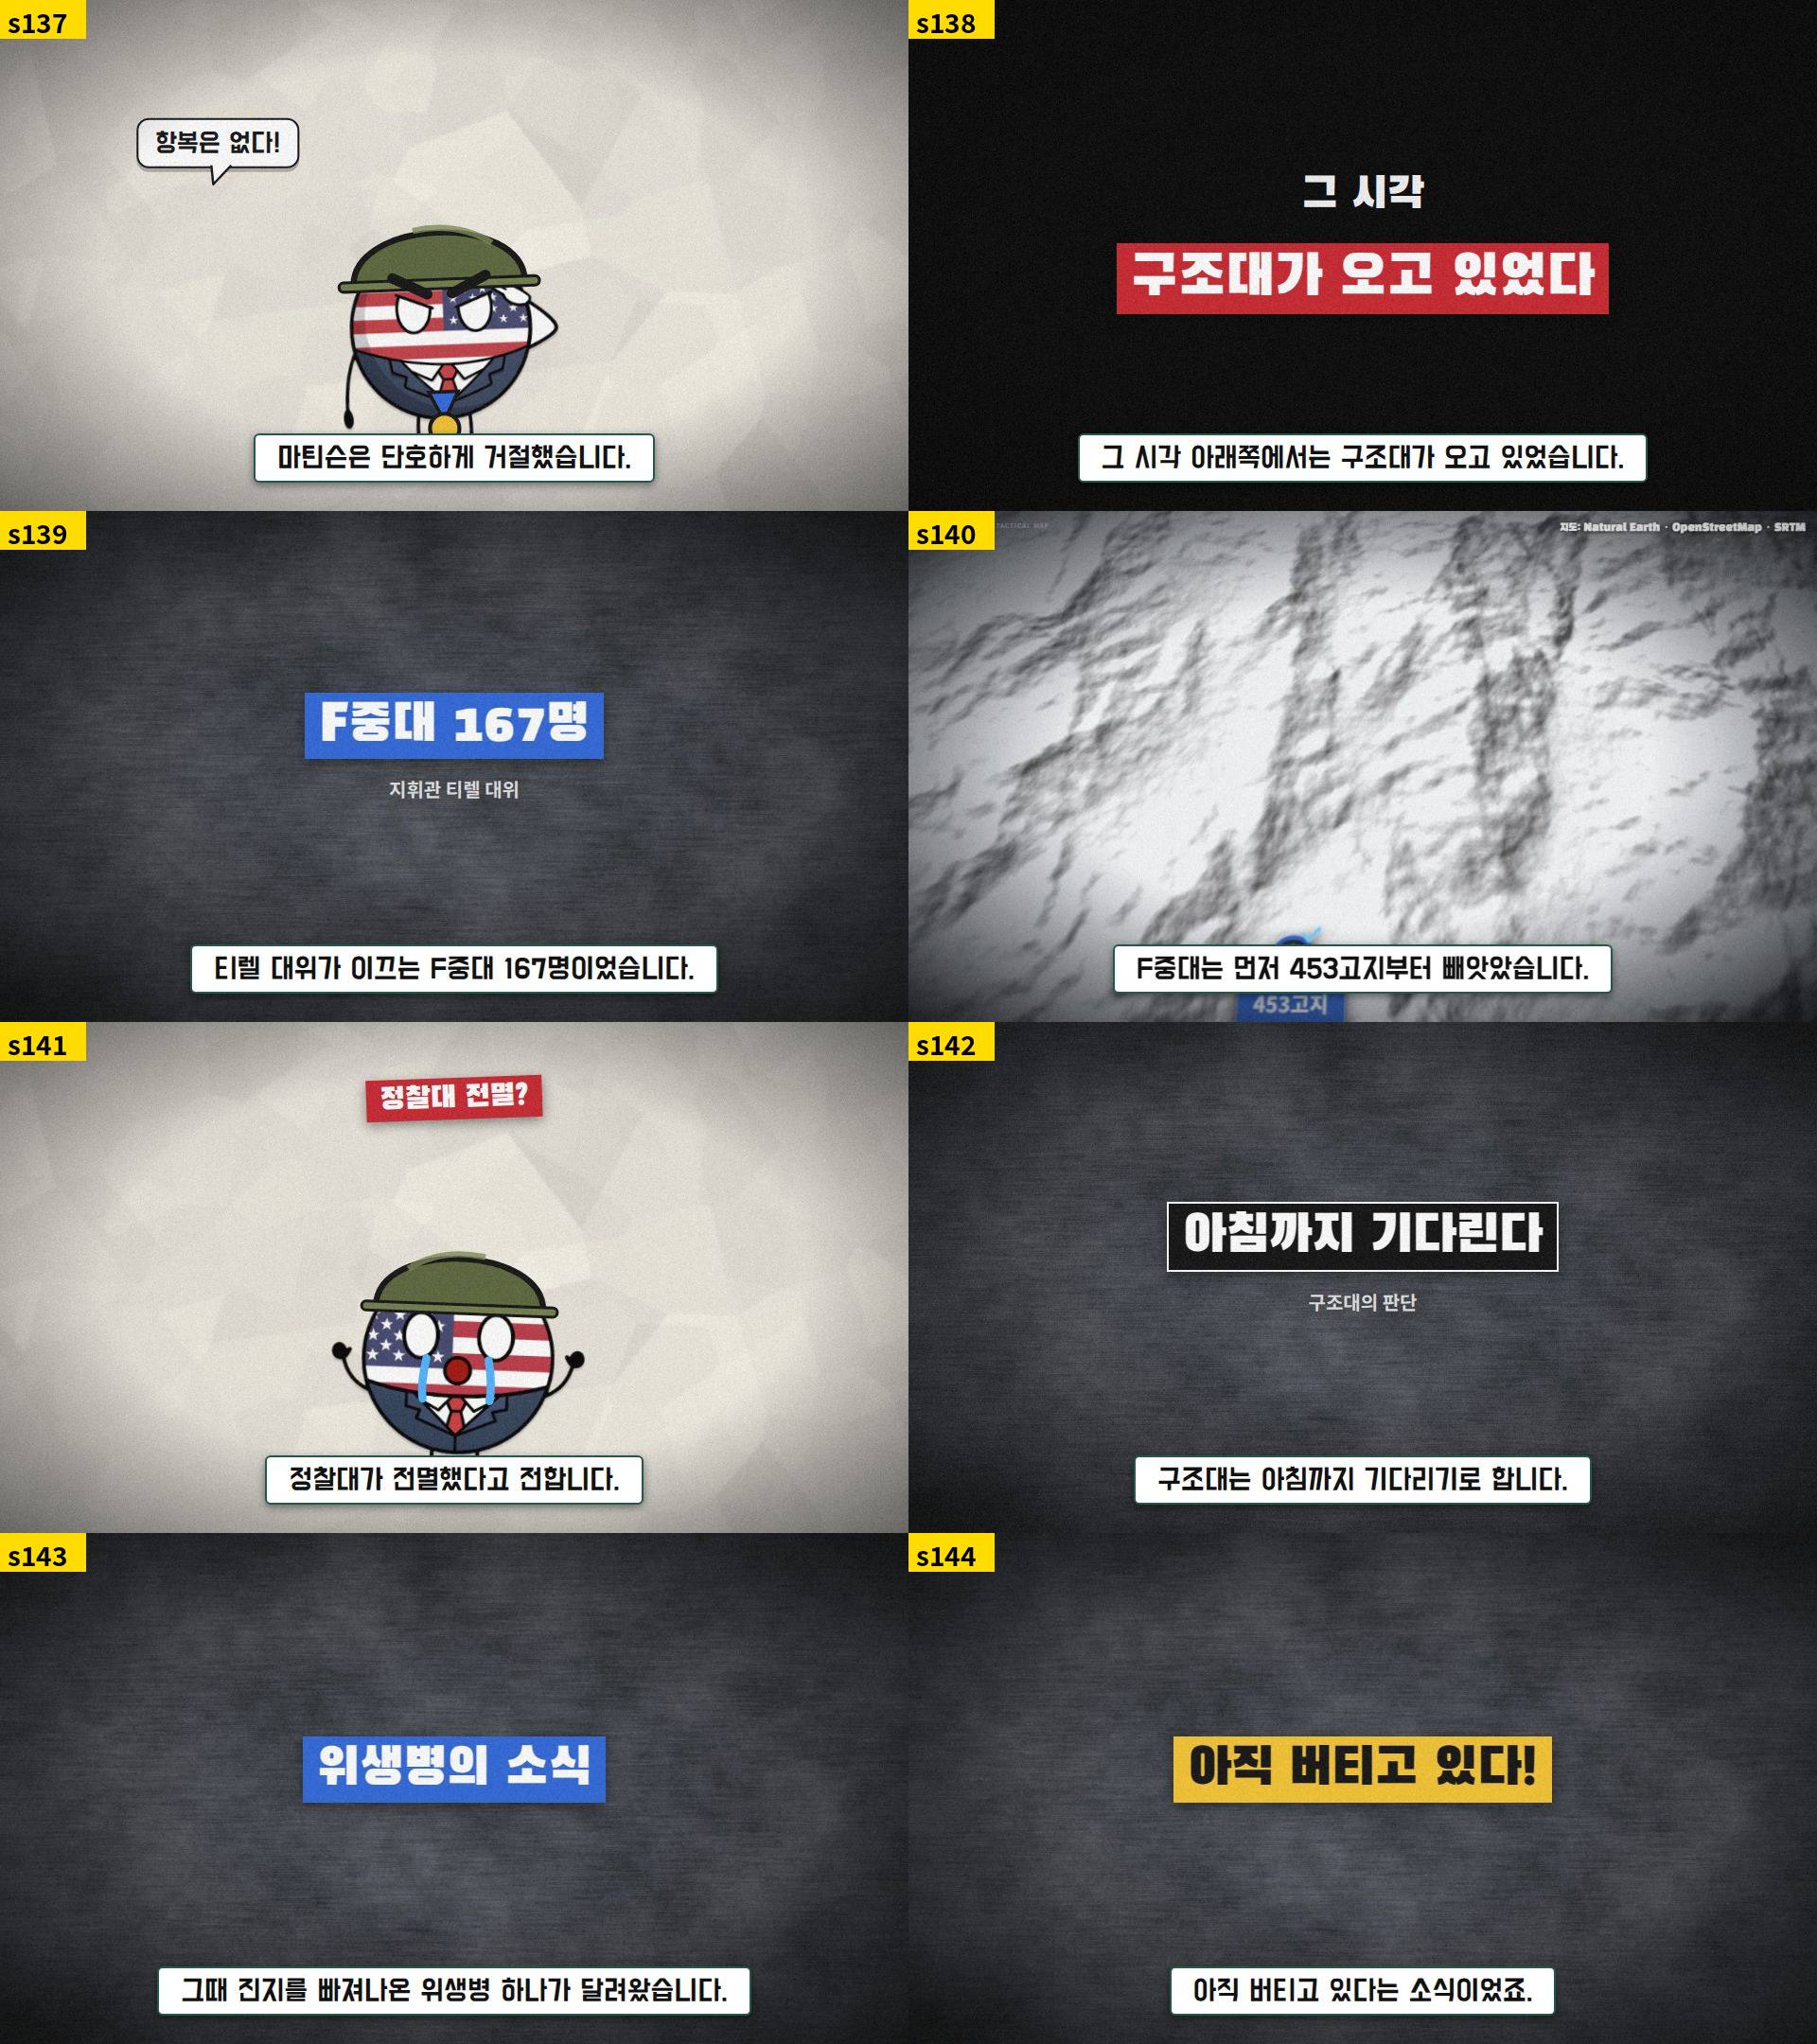 s137
항복은 없다!
마틴슨은 단호하게 거절했습니다.
s138
그 시각
구조대가 오고 있었다
그 시각 아래쪽에서는 구조대가 오고 있었습니다.
s139
F중대 167명
지휘관 티렐 대위
티렐 대위가 이끄는 F중대 167명이었습니다.
s140
TACTICAL MAP
지도: Natural Earth · OpenStreetMap · SRTM
F중대는 먼저 453고지부터 빼앗았습니다.
453고지
s141
정찰대 전멸?
정찰대가 전멸했다고 전합니다.
s142
아침까지 기다린다
구조대의 판단
구조대는 아침까지 기다리기로 합니다.
s143
위생병의 소식
그때 진지를 빠져나온 위생병 하나가 달려왔습니다.
s144
아직 버티고 있다!
아직 버티고 있다는 소식이었죠.